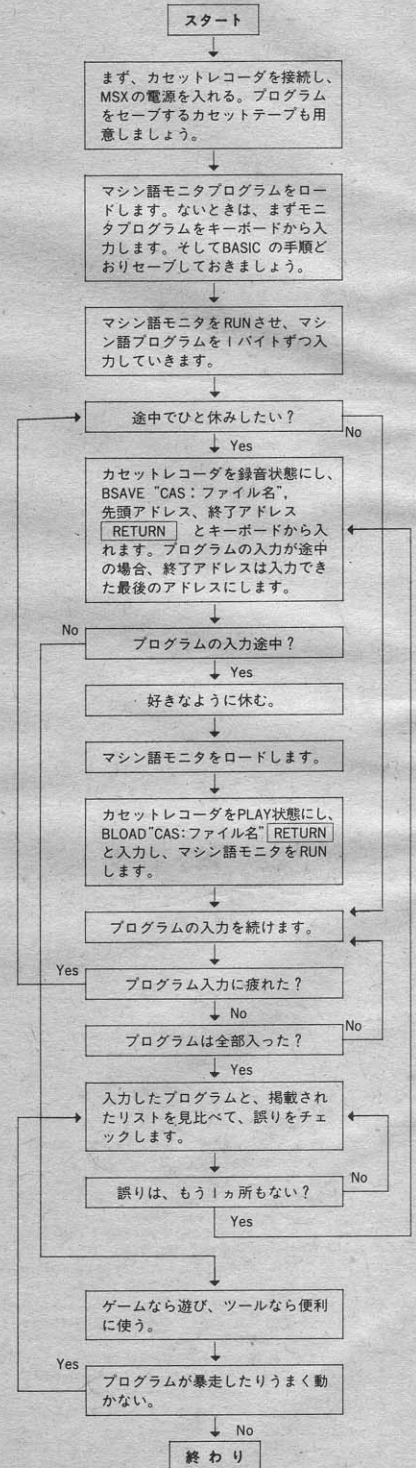 スタート
まず、カセットレコーダを接続し、
MSXの電源を入れる。プログラム
をセーブするカセットテープも用
意しましょう。
マシン語モニタプログラムをロー
ドします。ないときは、まずモニ
タプログラムをキーボードから入
力します。そしてBASIC の手順ど
おりセーブしておきましょう。
マシン語モニタをRUNさせ、マシ
ン語プログラムを1バイトずつ入
力していきます。
途中でひと休みしたい?
No
Yes
カセットレコーダを録音状態にし、
BSAVE "CAS:ファイル名",
先頭アドレス、終了アドレス
RETURN とキーボードから入
れます。プログラムの入力が途中
の場合、終了アドレスは入力でき
た最後のアドレスにします。
No
プログラムの入力途中?
Yes
好きなように休む。
マシン語モニタをロードします。
カセットレコーダをPLAY状態にし、
BLOAD"CAS:ファイル名" RETURN
と入力し、マシン語モニタをRUN
します。
プログラムの入力を続けます。
Yes
プログラム入力に疲れた?
No
プログラムは全部入った?
No
Yes
入力したプログラムと、掲載され
たリストを見比べて、誤りをチェ
ックします。
No
誤りは、もう1ヵ所もない?
Yes
ゲームなら遊び、ツールなら便利
に使う。
Yes
プログラムが暴走したりうまく動
かない。
No
終わり